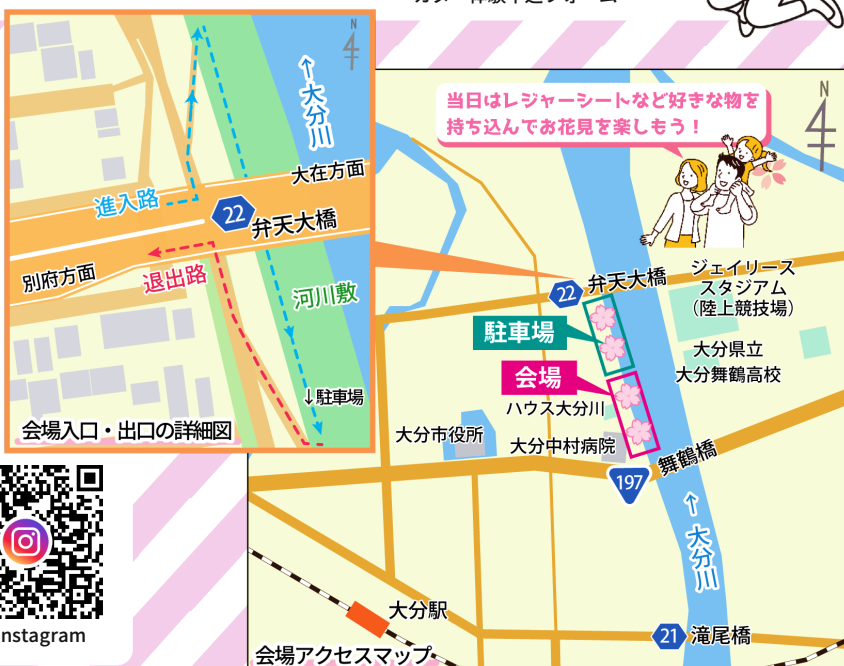 ↑大分川
大在方面
進入路
22
弁天大橋
別府方面
退出路
河川敷
↓駐車場
会場入口・出口の詳細図
N
当日はレジャーシートなど好きな物を
持ち込んでお花見を楽しもう！
22
弁天大橋
ジェイリース
スタジアム
（陸上競技場）
駐車場
大分県立
大分舞鶴高校
会場
ハウス大分川
大分市役所
大分中村病院
舞鶴橋
197
↑大分川
大分駅
21
滝尾橋
会場アクセスマップ
nstagram